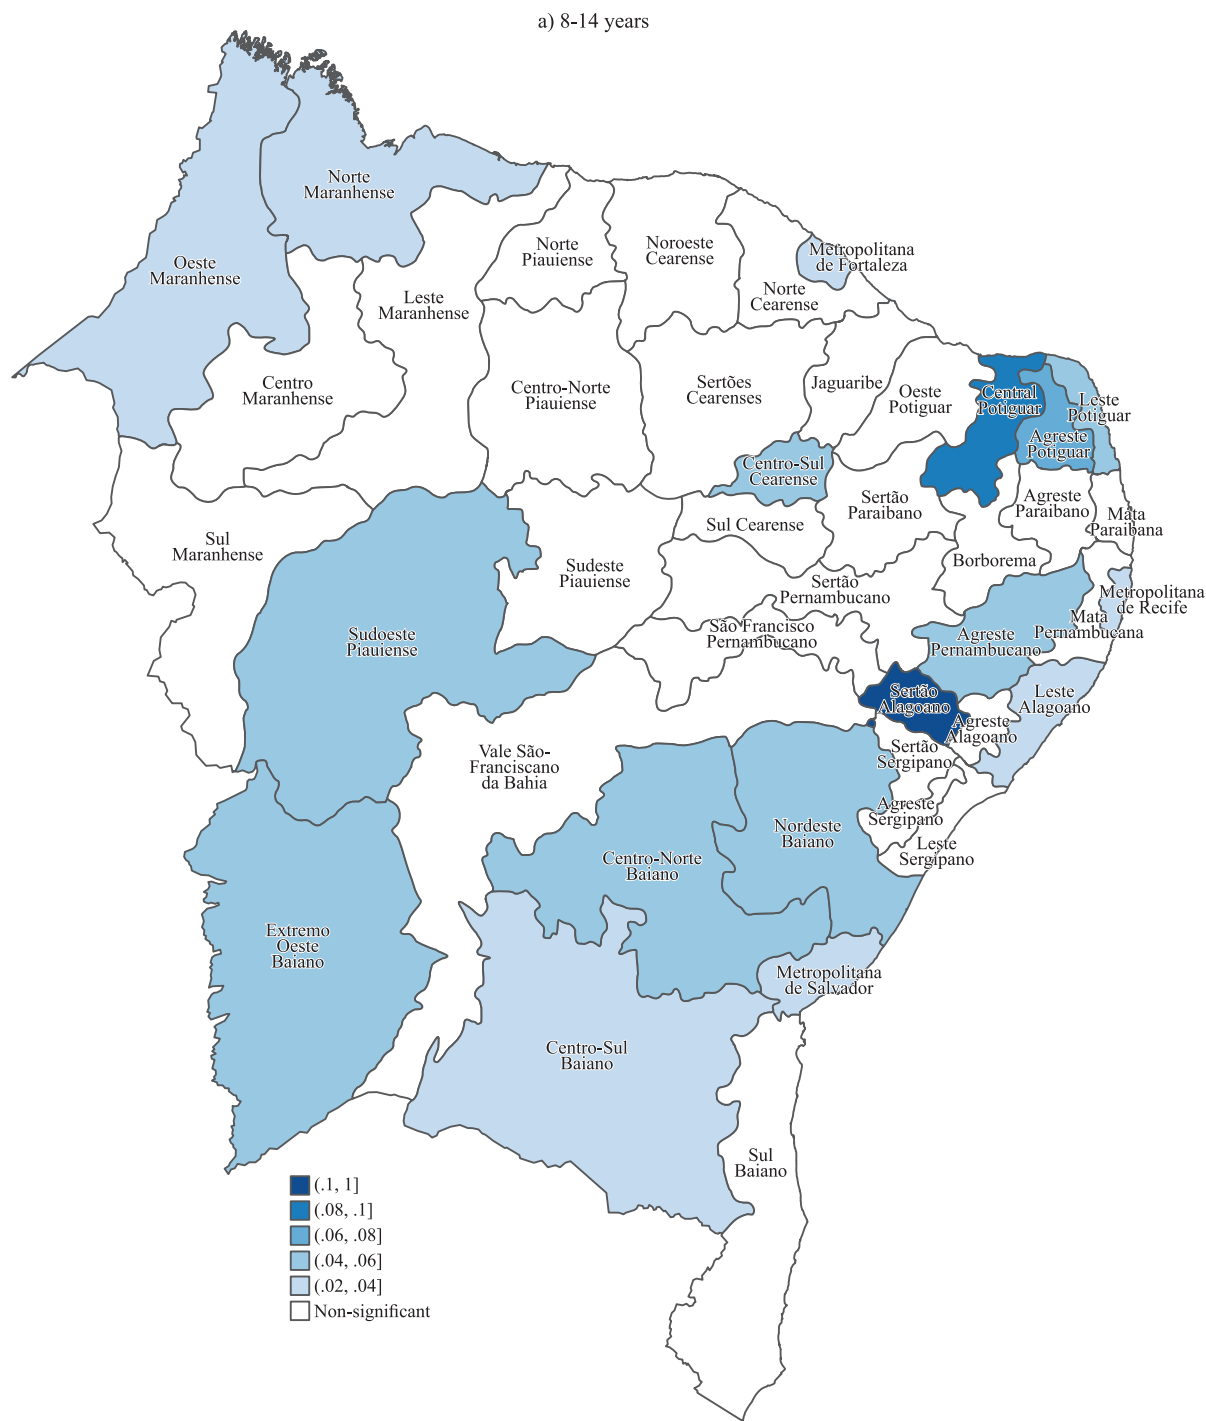 a) 8-14 years
Norte
Maranhense
Oeste
Maranhense
Leste
Maranhense
Norte
Piauiense
Noroeste
Cearense
Metropolitana
de Fortaleza
Norte
Cearense
Centro
Maranhense
Centro-Norte
Piauiense
Sertões
Cearenses
Jaguaribe
Oeste
Potiguar
Central
Potiguar
Leste
Potiguar
Agreste
Potiguar
Centro-Sul
Cearense
Sertão
Paraibano
Agreste
Paraibano
Mata
Paraibana
Sul Cearense
Sul
Maranhense
Sudeste
Piauiense
Borborema
Sertão
Pernambucano
Metropolitana
de Recife
Mata
Pernambucana
São Francisco
Pernambucano
Agreste
Pernambucano
Sudoeste
Piauiense
Sertão
Alagoano
Leste
Alagoano
Agreste
Alagoano
Sertão
Sergipano
Vale São-
Franciscano
da Bahia
Agreste
Sergipano
Nordeste
Baiano
Leste
Sergipano
Centro-Norte
Baiano
Extremo
Oeste
Baiano
Metropolitana
de Salvador
Centro-Sul
Baiano
Sul
Baiano
(.1, 1]
(.08, .1]
(.06, .08]
(.04, .06]
(.02, .04]
Non-significant